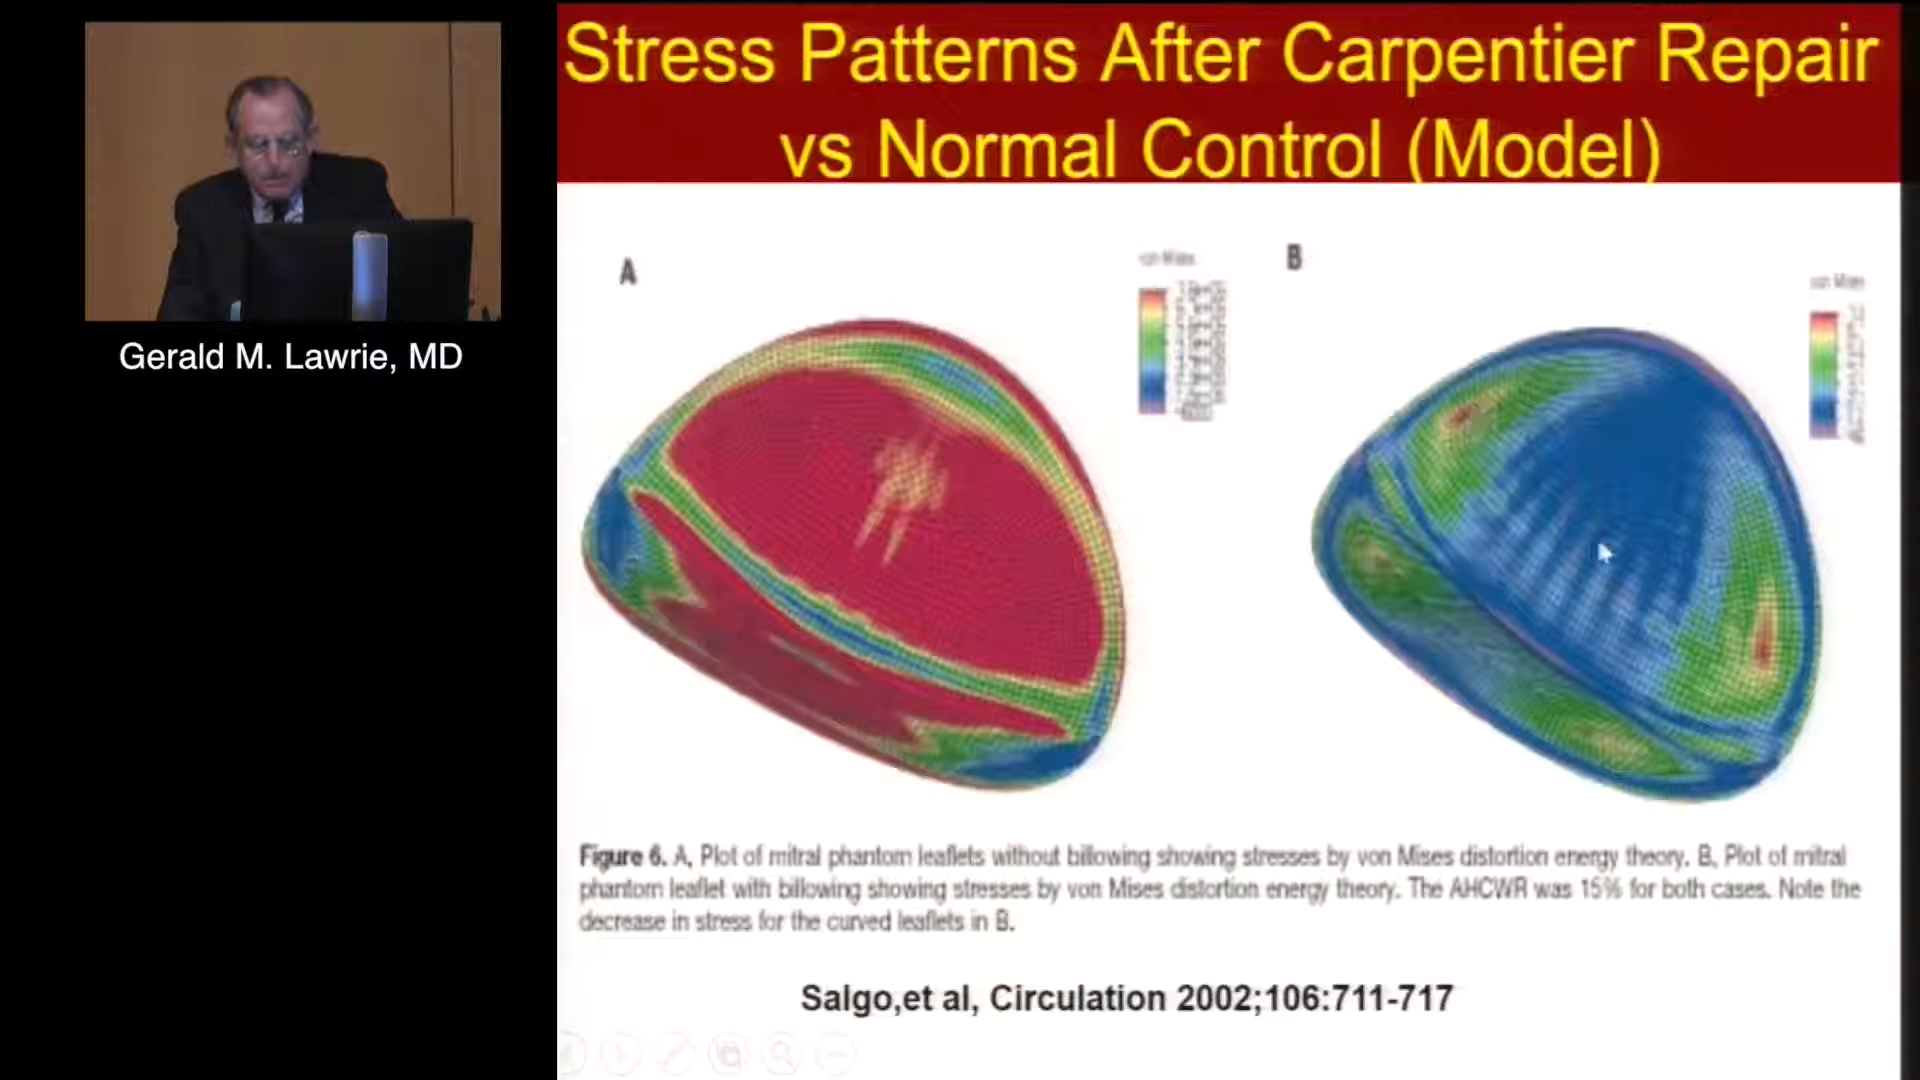 Stress Patterns After Carpentier Repair
vs Normal Control (Model)
Gerald M. Lawrie, MD
A
von Mises
B
von Mises
Figure 6. A, Plot of mitral phantom leaflets without billowing showing stresses by von Mises distortion energy theory. B, Plot of mitral
phantom leaflet with billowing showing stresses by von Mises distortion energy theory. The AHCWR was 15% for both cases. Note the
decrease in stress for the curved leaflets in B.
Salgo,et al, Circulation 2002;106:711-717